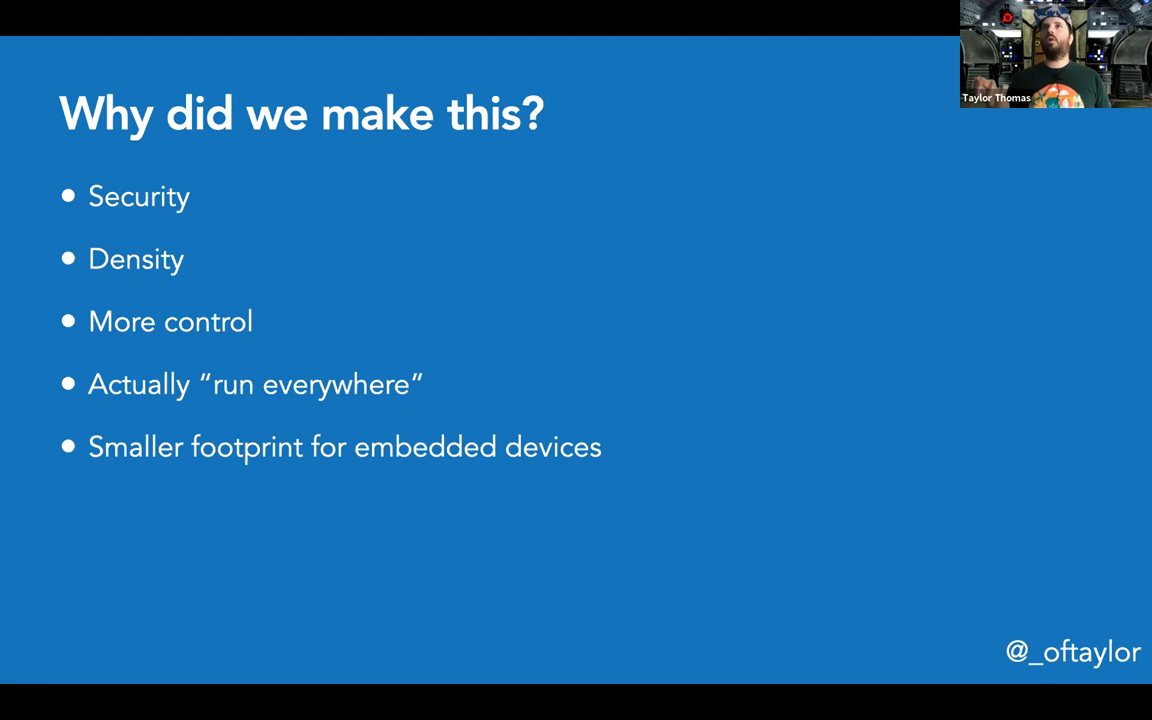 Taylor Thomas
Why did we make this?
• Security
• Density
• More control
• Actually “run everywhere”
• Smaller footprint for embedded devices
@_oftaylor